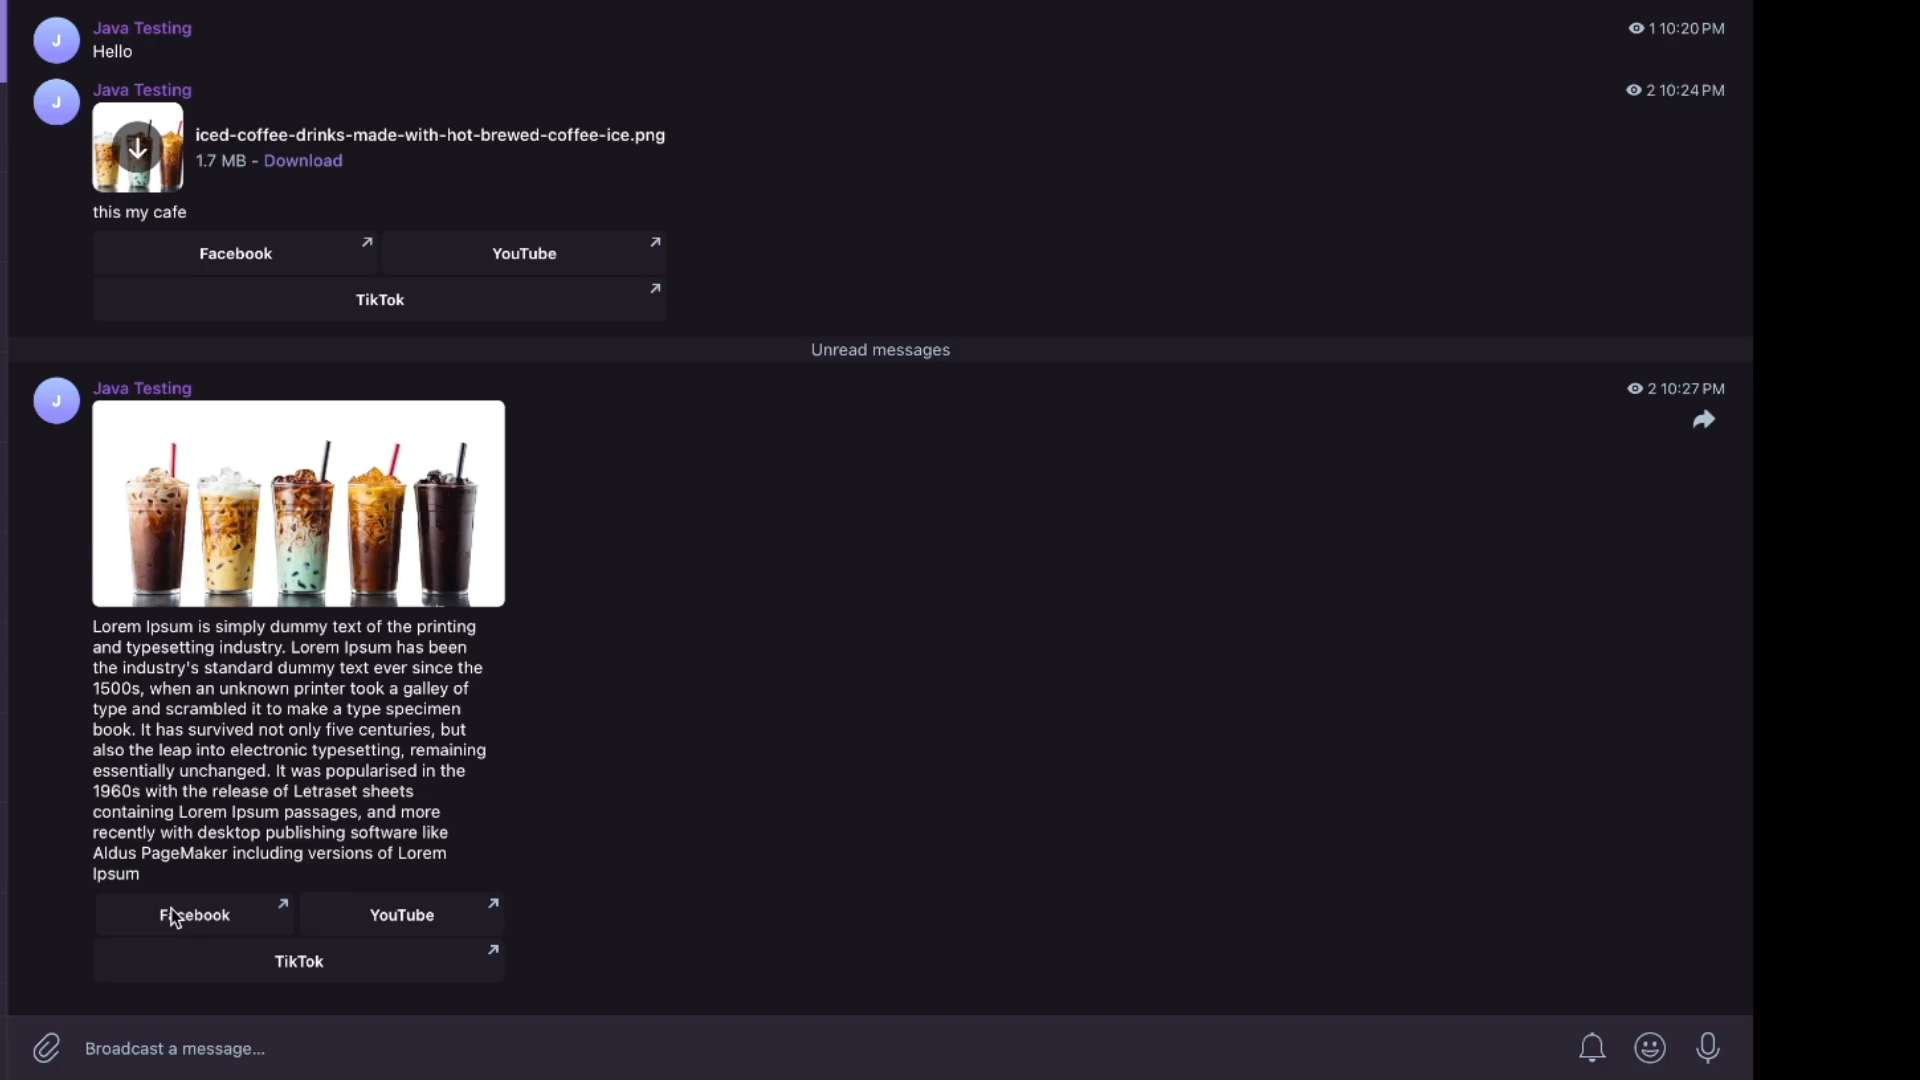 J
Java Testing
1 10:20 PM
Hello
J
Java Testing
2 10:24 PM
iced-coffee-drinks-made-with-hot-brewed-coffee-ice.png
1.7 MB - Download
this my cafe
Facebook
YouTube
TikTok
Unread messages
J
Java Testing
2 10:27 PM
Lorem Ipsum is simply dummy text of the printing
and typesetting industry. Lorem Ipsum has been
the industry's standard dummy text ever since the
1500s, when an unknown printer took a galley of
type and scrambled it to make a type specimen
book. It has survived not only five centuries, but
also the leap into electronic typesetting, remaining
essentially unchanged. It was popularised in the
1960s with the release of Letraset sheets
containing Lorem Ipsum passages, and more
recently with desktop publishing software like
Aldus PageMaker including versions of Lorem
Ipsum
Facebook
YouTube
TikTok
Broadcast a message...